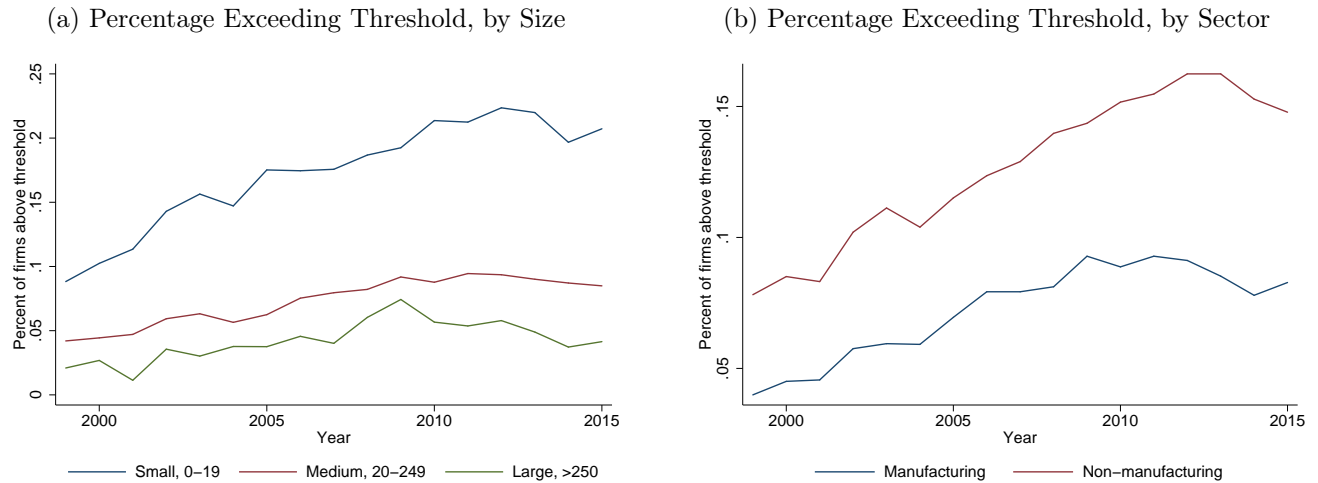 (a) Percentage Exceeding Threshold, by Size
Percent of firms above threshold
.25
.2
.15
.1
.05
0
2000 2005 2010 2015
Year
Small, 0−19 Medium, 20−249 Large, >250
(b) Percentage Exceeding Threshold, by Sector
Percent of firms above threshold
.15
.1
.05
2000 2005 2010 2015
Year
Manufacturing Non−manufacturing